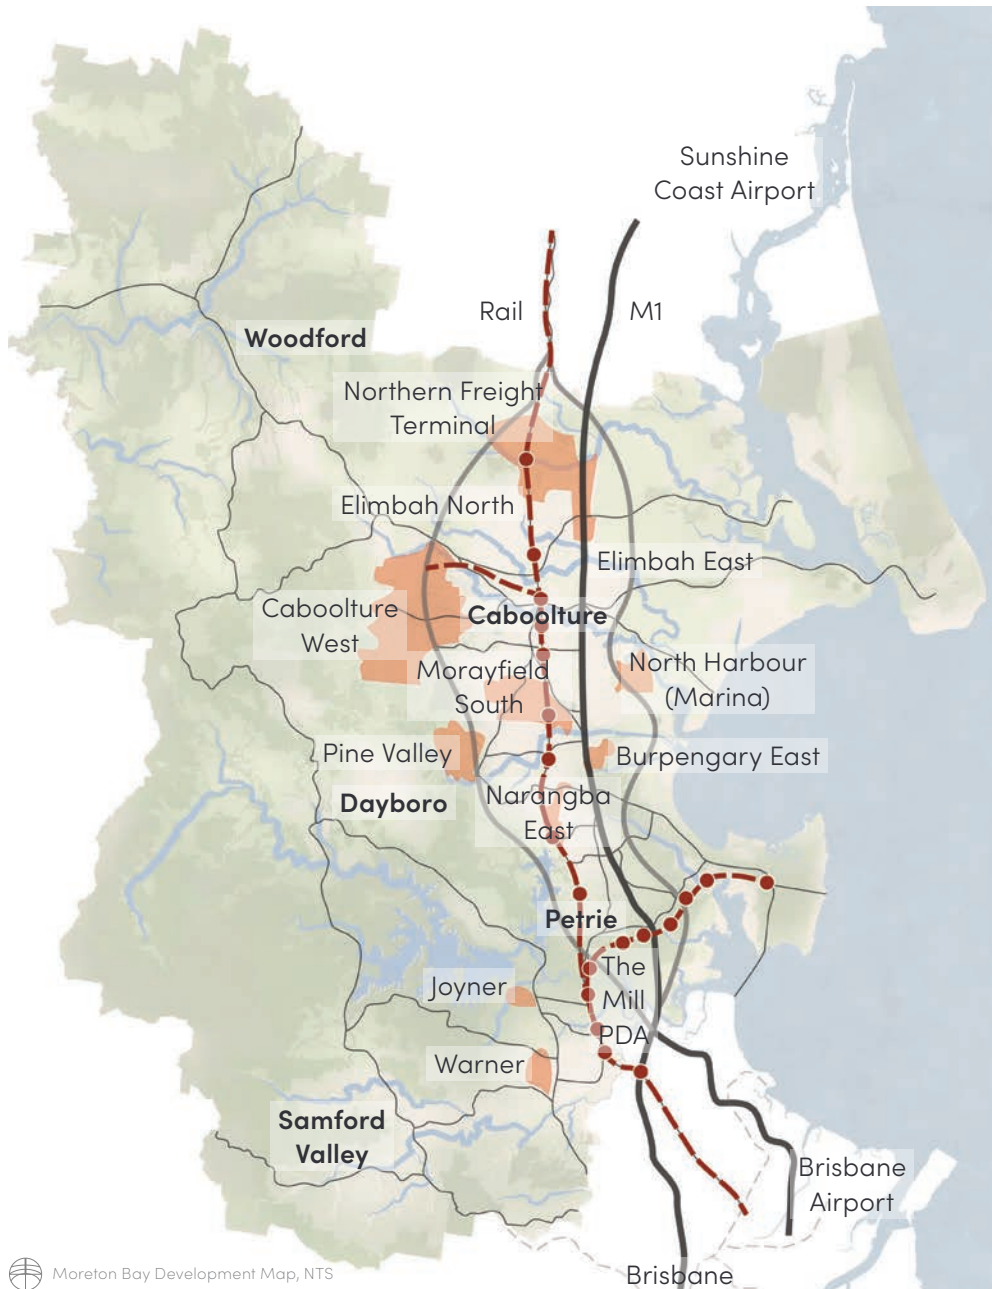 Sunshine
Coast Airport
Rail
M1
Woodford
Northern Freight
Terminal
Elimbah North
Elimbah East
Caboolture
West
Caboolture
Morayfield
South
North Harbour
(Marina)
Pine Valley
Burpengary East
Dayboro
Narangba
East
Petrie
The
Mill
PDA
Joyner
Warner
Samford
Valley
Brisbane
Airport
Brisbane
Moreton Bay Development Map, NTS